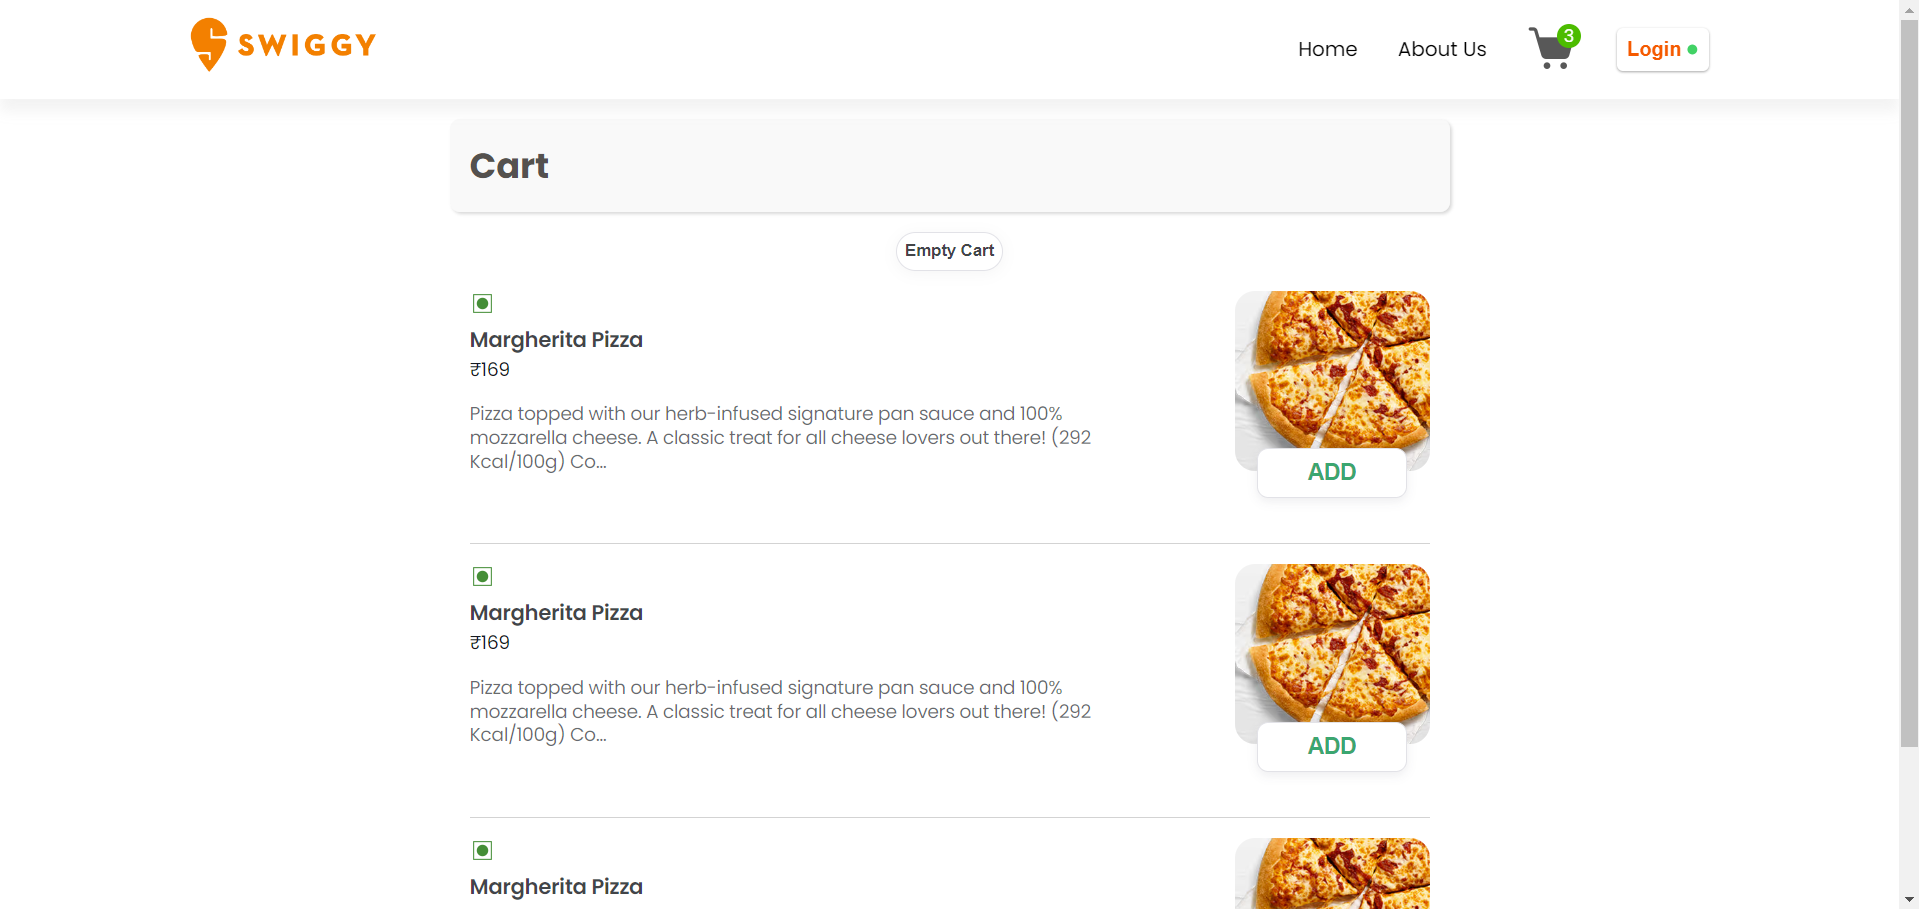 SWIGGY
Home
About Us
3
Login
Cart
Empty Cart
Margherita Pizza
₹169
Pizza topped with our herb-infused signature pan sauce and 100%
mozzarella cheese. A classic treat for all cheese lovers out there! (292
Kcal/100g) Co...
ADD
Margherita Pizza
₹169
Pizza topped with our herb-infused signature pan sauce and 100%
mozzarella cheese. A classic treat for all cheese lovers out there! (292
Kcal/100g) Co...
ADD
Margherita Pizza